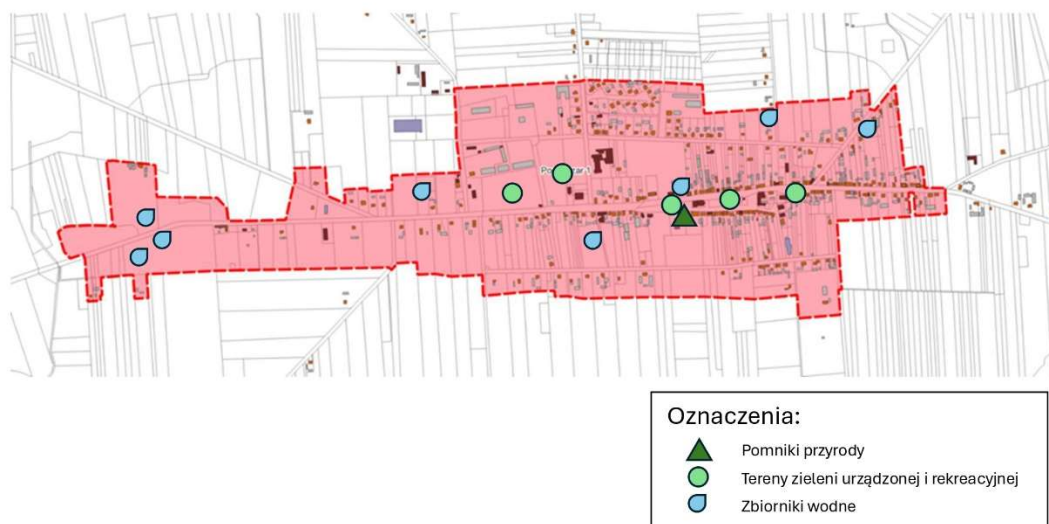 Oznaczenia:
Pomniki przyrody
Tereny zieleni urządzonej i rekreacyjnej
Zbiorniki wodne